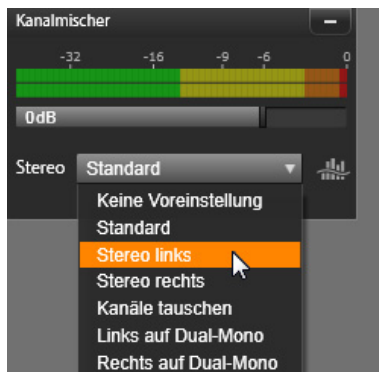 Kanalmischer
-32 -16 -9 -6 0
0dB
Stereo Standard
Keine Voreinstellung
Standard
Stereo links
Stereo rechts
Kanäle tauschen
Links auf Dual-Mono
Rechts auf Dual-Mono